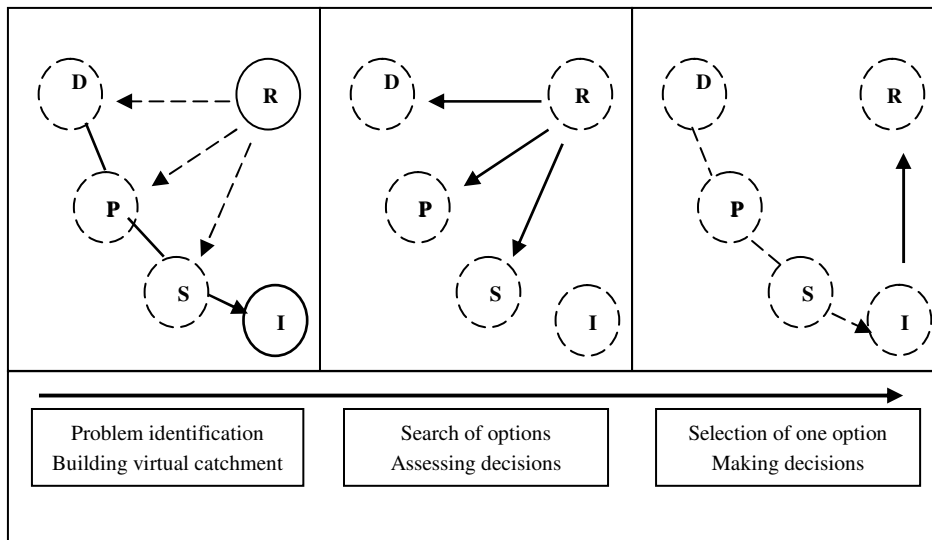 D
R
P
S
I
D
R
P
S
I
D
R
P
S
I
Problem identification
Building virtual catchment
Search of options
Assessing decisions
Selection of one option
Making decisions